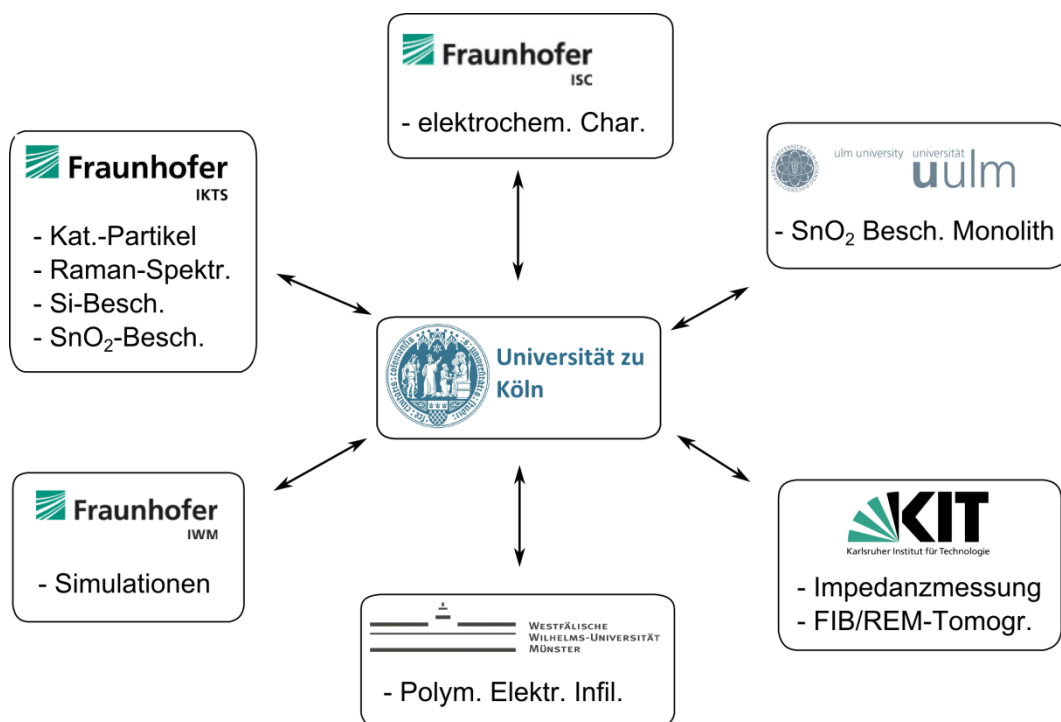 Fraunhofer
ISC
- elektrochem. Char.
Fraunhofer
IKTS
- Kat.-Partikel
- Raman-Spektr.
- Si-Besch.
- SnO₂-Besch.
ulm university universität
uulm
- SnO₂ Besch. Monolith
Universität zu
Köln
Fraunhofer
IWM
- Simulationen
WESTFÄLISCHE
WILHELMS-UNIVERSITÄT
MÜNSTER
- Polym. Elektr. Infil.
KIT
Karlsruher Institut für Technologie
- Impedanzmessung
- FIB/REM-Tomogr.